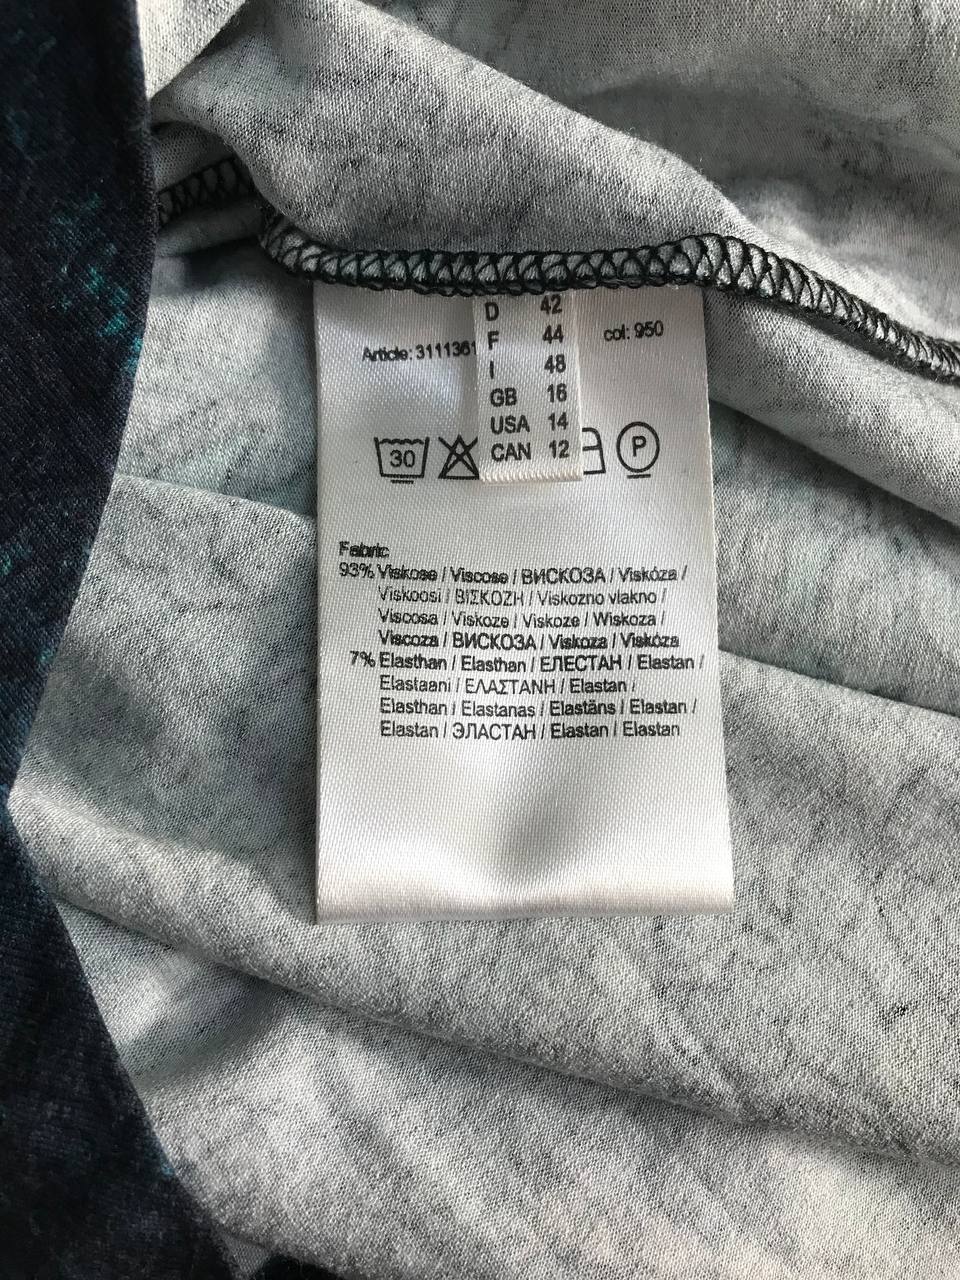 D 42
F 44
I 48
GB 16
USA 14
CAN 12
Article: 3111361
col: 950
30
P
Fabric
93% Viskose / Viscose / ВИСКОЗА / Viskóza /
Viskoosi / ΒΙΣΚΟΖΗ / Viskozno vlakno /
Viscosa / Viskoze / Viskoze / Wiskoza /
Viscoza / ВИСКОЗА / Viskoza / Viskóza
7% Elasthan / Elasthan / ЕЛЕСТАН / Elastan /
Elastaani / ΕΛΑΣΤΑΝΗ / Elastan /
Elasthan / Elastanas / Elastāns / Elastan /
Elastan / ЭЛАСТАН / Elastan / Elastan